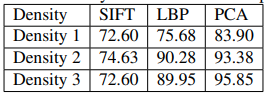 Density SIFT LBP PCA
Density 1 72.60 75.68 83.90
Density 2 74.63 90.28 93.38
Density 3 72.60 89.95 95.85